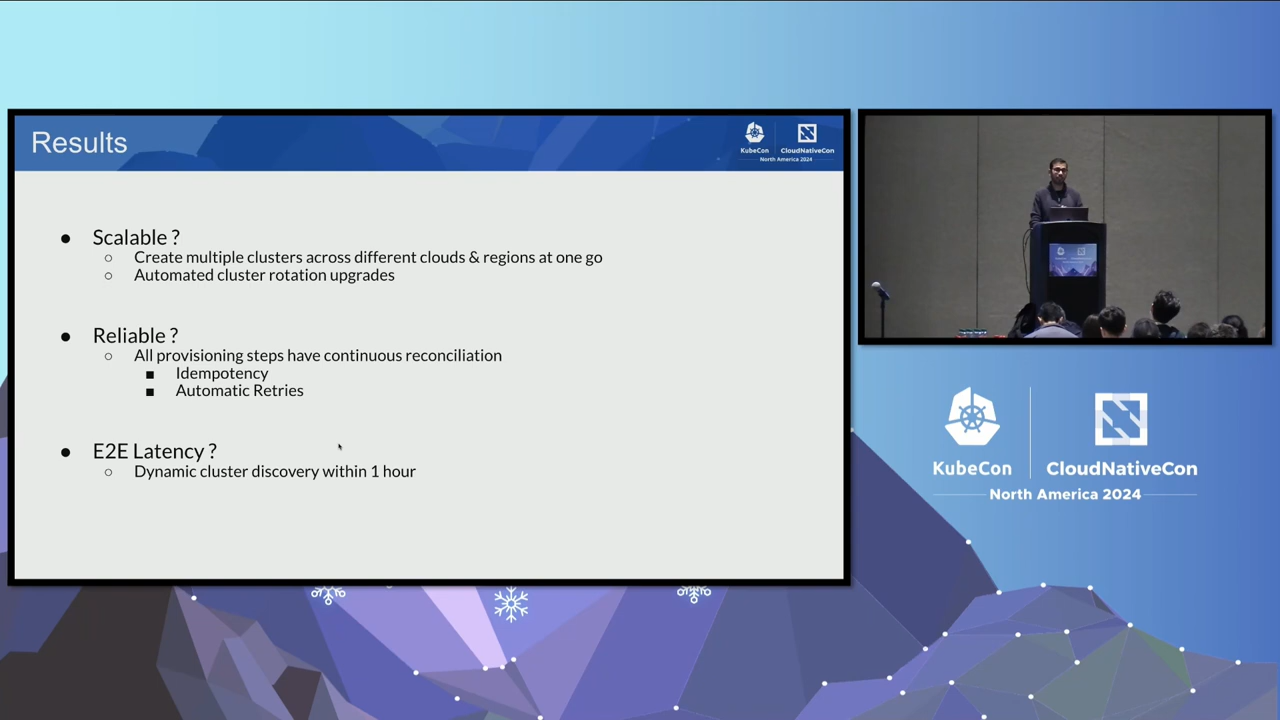 Results
KubeCon
CloudNativeCon
North America 2024
● Scalable ?
○ Create multiple clusters across different clouds & regions at one go
○ Automated cluster rotation upgrades
● Reliable ?
○ All provisioning steps have continuous reconciliation
■ Idempotency
■ Automatic Retries
● E2E Latency ?
○ Dynamic cluster discovery within 1 hour
KubeCon
CloudNativeCon
North America 2024